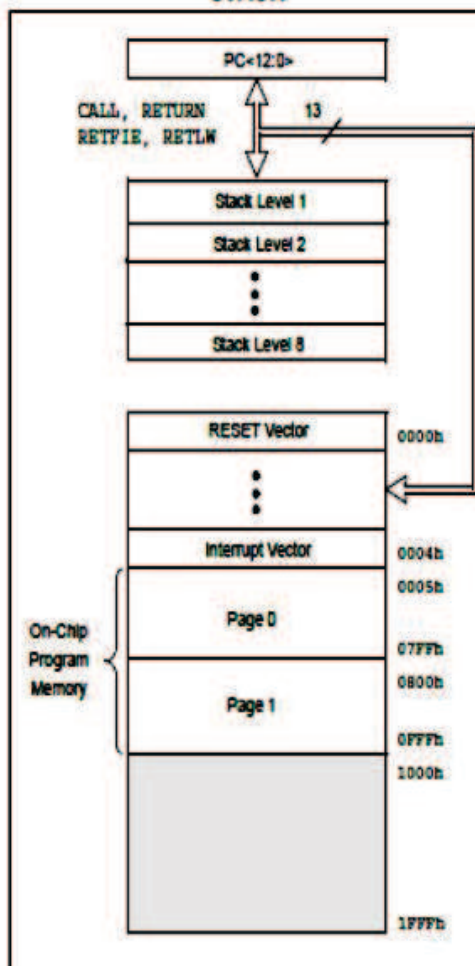 PC<12:0>
CALL, RETURN
RETFIE, RETLW
13
Stack Level 1
Stack Level 2
Stack Level 8
RESET Vector
0000h
Interrupt Vector
0004h
0005h
On-Chip
Program
Memory
Page 0
07FFh
0800h
Page 1
0FFFh
1000h
1FFFh